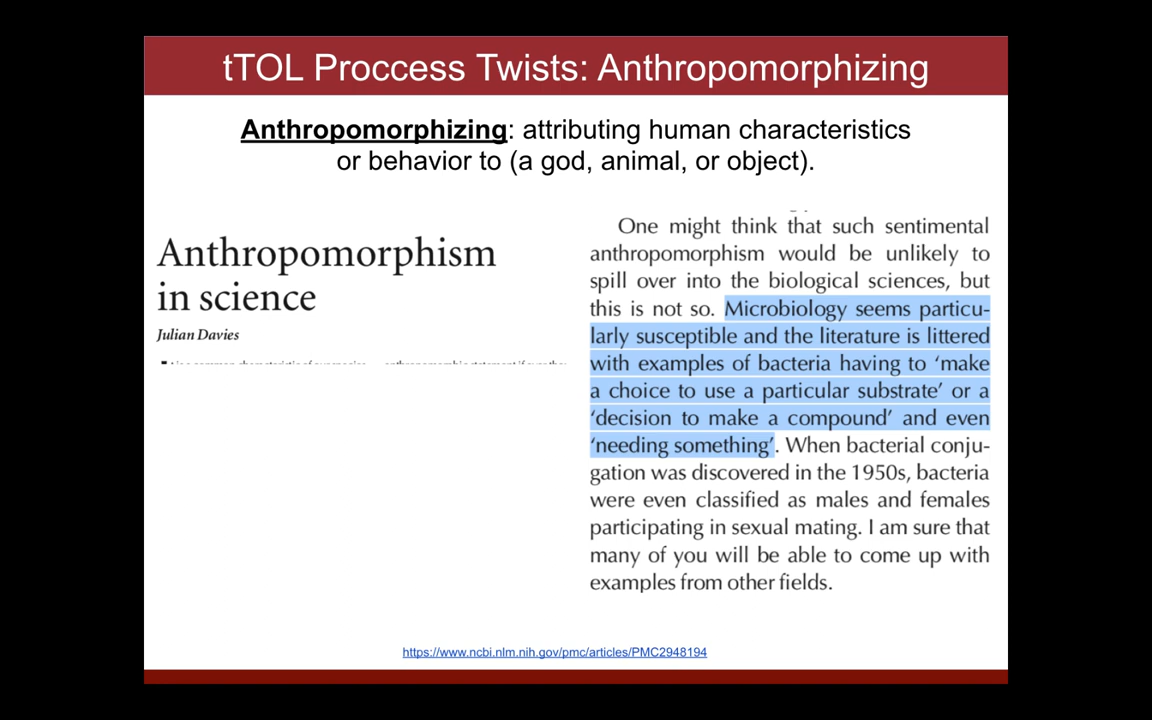 tTOL Proccess Twists: Anthropomorphizing
Anthropomorphizing: attributing human characteristics
or behavior to (a god, animal, or object).
Anthropomorphism
in science
Julian Davies
One might think that such sentimental
anthropomorphism would be unlikely to
spill over into the biological sciences, but
this is not so. Microbiology seems particu-
larly susceptible and the literature is littered
with examples of bacteria having to ‘make
a choice to use a particular substrate’ or a
‘decision to make a compound’ and even
‘needing something’. When bacterial conju-
gation was discovered in the 1950s, bacteria
were even classified as males and females
participating in sexual mating. I am sure that
many of you will be able to come up with
examples from other fields.
https://www.ncbi.nlm.nih.gov/pmc/articles/PMC2948194